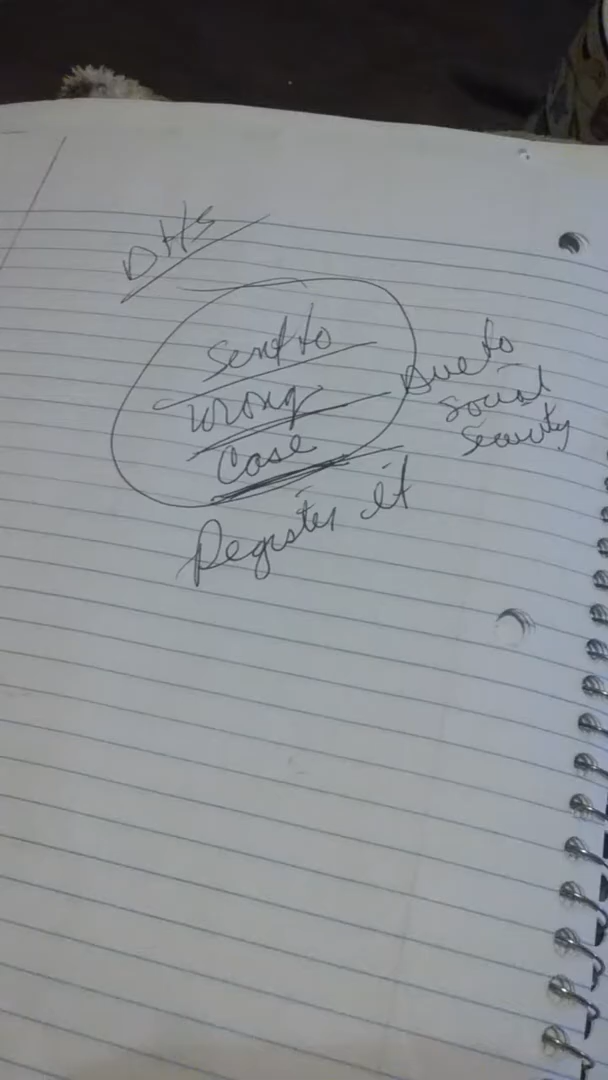 DHS
Sent to
wrong
Case
Due to
Social
Security
Register it